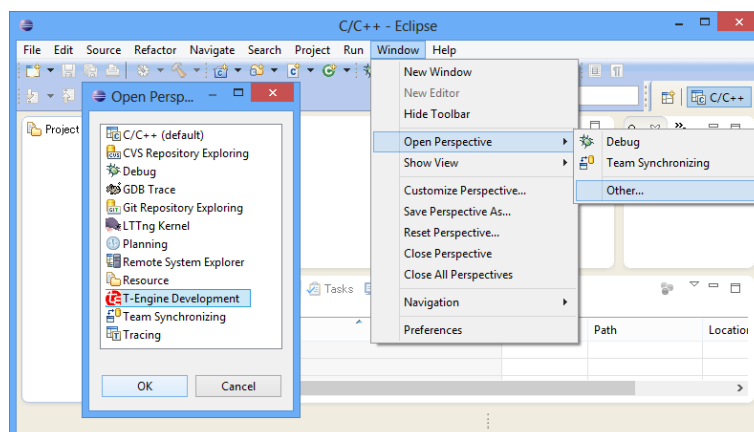 C/C++ - Eclipse
File Edit Source Refactor Navigate Search Project Run Window Help
Open Persp...
C/C++ (default)
CVS Repository Exploring
Debug
GDB Trace
Git Repository Exploring
LTTng Kernel
Planning
Remote System Explorer
Resource
T-Engine Development
Team Synchronizing
Tracing
OK Cancel
New Window
New Editor
Hide Toolbar
Open Perspective
Show View
Customize Perspective...
Save Perspective As...
Reset Perspective...
Close Perspective
Close All Perspectives
Navigation
Preferences
Debug
Team Synchronizing
Other...
C/C++
Project
Tasks
Path Location